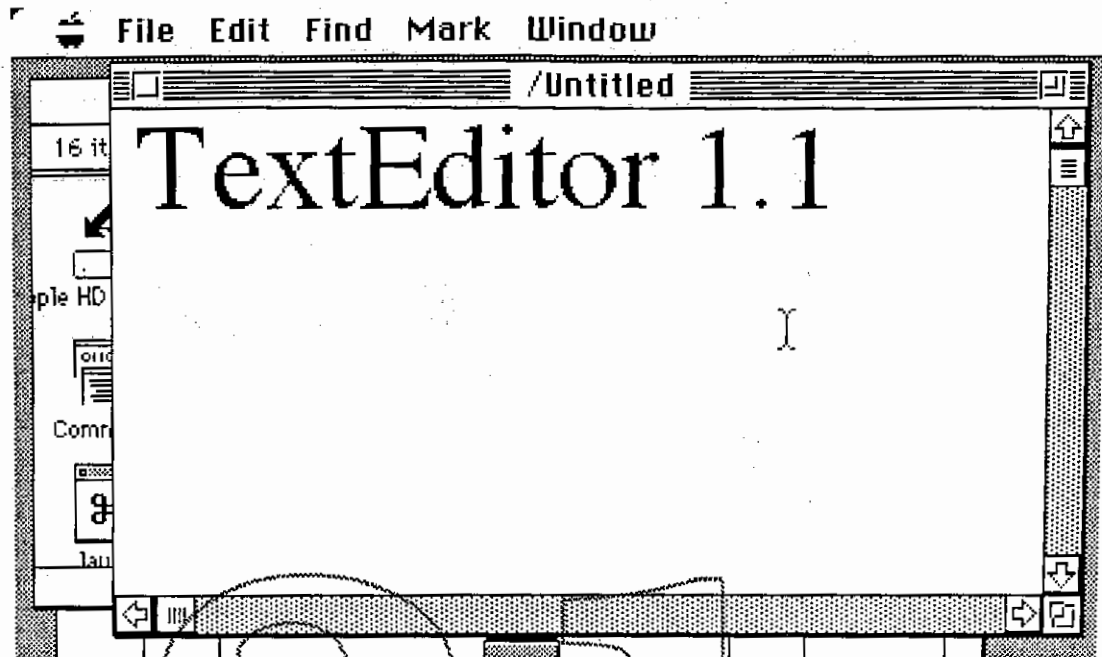 File Edit Find Mark Window
/Untitled
TextEditor 1.1
16 it
ple HD
Comm
lau